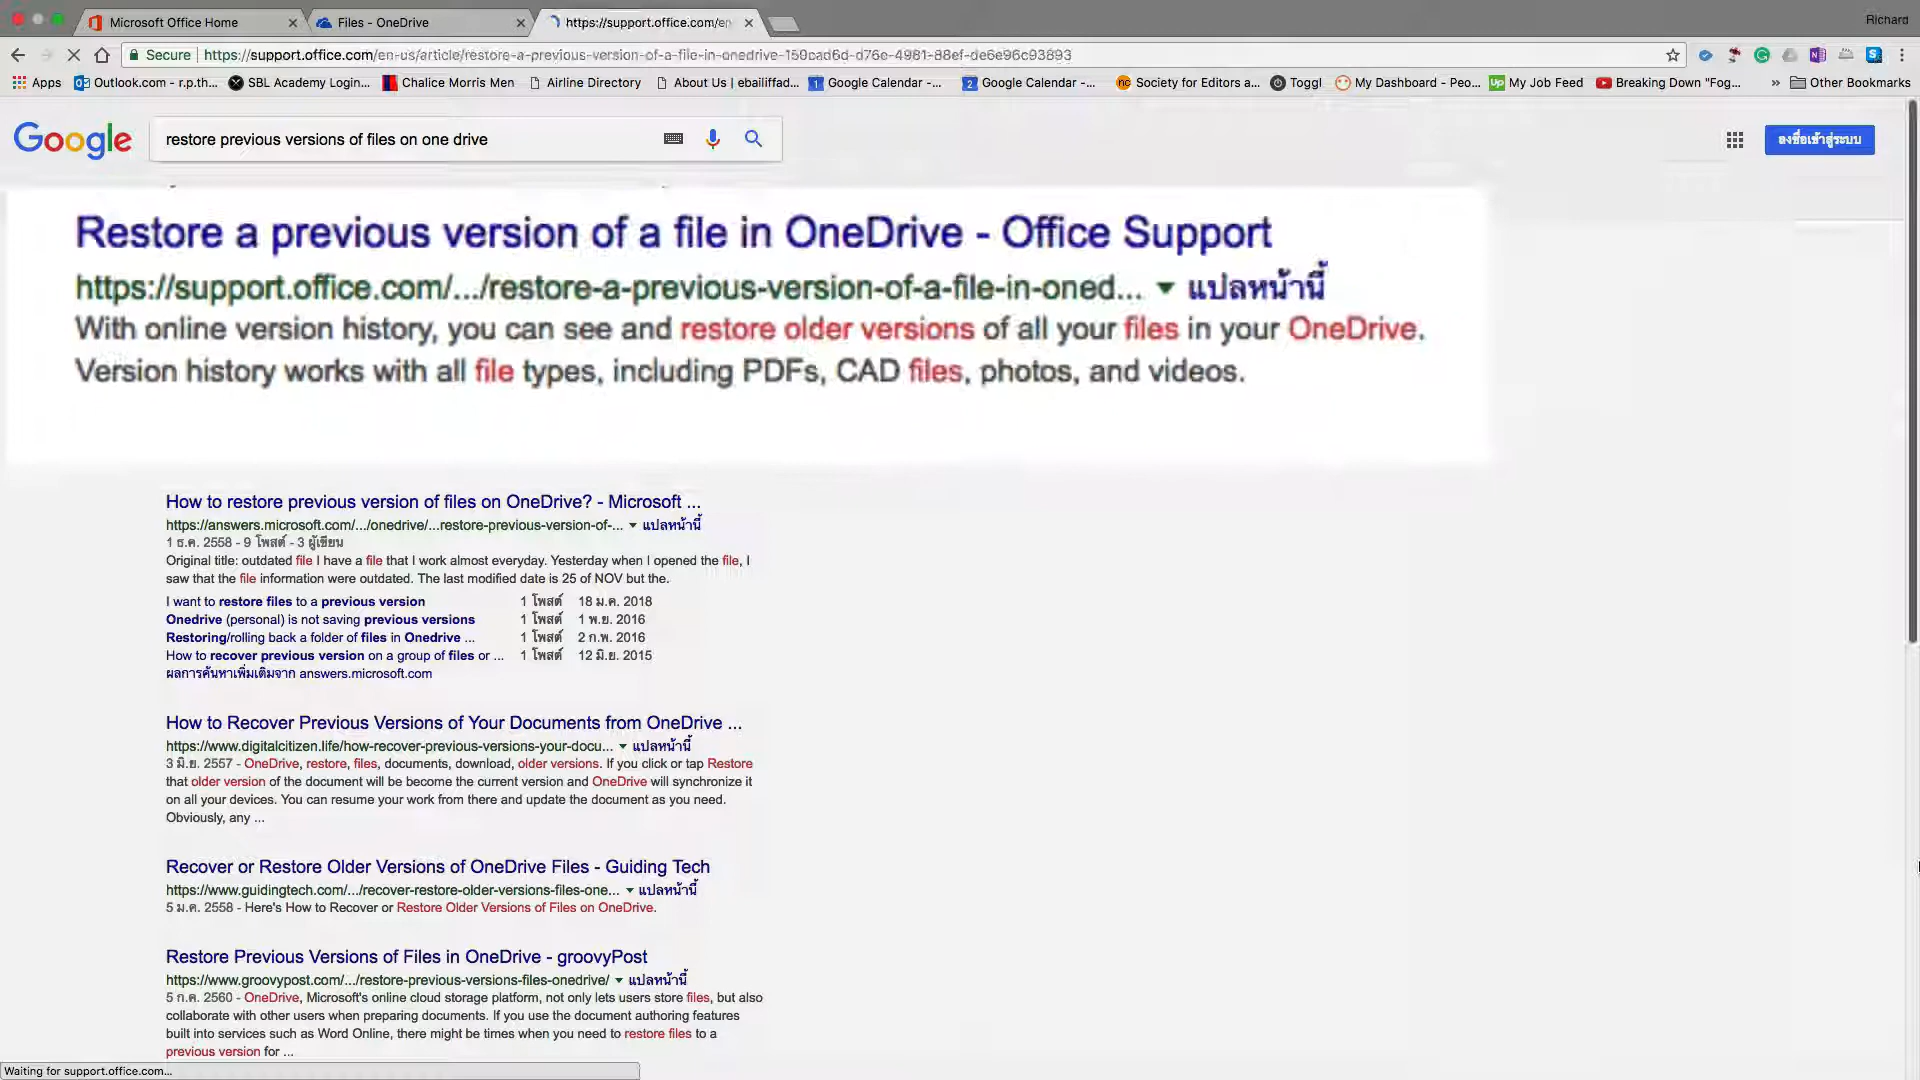 Richard
Microsoft Office Home
Files - OneDrive
https://support.office.com/en
Secure
https://support.office.com/en-us/article/restore-a-previous-version-of-a-file-in-onedrive-159cad6d-d76e-4981-88ef-de6e96c93893
Apps
Outlook.com - r.p.th...
SBL Academy Login...
Chalice Morris Men
Airline Directory
About Us | ebailiffad...
Google Calendar -...
Google Calendar -...
Society for Editors a...
Toggl
My Dashboard - Peo...
My Job Feed
Breaking Down "Fog...
»
Other Bookmarks
Google
restore previous versions of files on one drive
ลงชื่อเข้าสู่ระบบ
Restore a previous version of a file in OneDrive - Office Support
https://support.office.com/.../restore-a-previous-version-of-a-file-in-oned... แปลหน้านี้
With online version history, you can see and restore older versions of all your files in your OneDrive.
Version history works with all file types, including PDFs, CAD files, photos, and videos.
How to restore previous version of files on OneDrive? - Microsoft ...
https://answers.microsoft.com/.../onedrive/...restore-previous-version-of-... แปลหน้านี้
1 ธ.ค. 2558 - 9 โพสต์ - 3 ผู้เขียน
Original title: outdated file I have a file that I work almost everyday. Yesterday when I opened the file, I
saw that the file information were outdated. The last modified date is 25 of NOV but the.
I want to restore files to a previous version 1 โพสต์ 18 ม.ค. 2018
Onedrive (personal) is not saving previous versions 1 โพสต์ 1 พ.ย. 2016
Restoring/rolling back a folder of files in Onedrive ... 1 โพสต์ 2 ก.พ. 2016
How to recover previous version on a group of files or ... 1 โพสต์ 12 มิ.ย. 2015
ผลการค้นหาเพิ่มเติมจาก answers.microsoft.com
How to Recover Previous Versions of Your Documents from OneDrive ...
https://www.digitalcitizen.life/how-recover-previous-versions-your-docu... แปลหน้านี้
3 มิ.ย. 2557 - OneDrive, restore, files, documents, download, older versions. If you click or tap Restore
that older version of the document will be become the current version and OneDrive will synchronize it
on all your devices. You can resume your work from there and update the document as you need.
Obviously, any ...
Recover or Restore Older Versions of OneDrive Files - Guiding Tech
https://www.guidingtech.com/.../recover-restore-older-versions-files-one... แปลหน้านี้
5 ม.ค. 2558 - Here's How to Recover or Restore Older Versions of Files on OneDrive.
Restore Previous Versions of Files in OneDrive - groovyPost
https://www.groovypost.com/.../restore-previous-versions-files-onedrive/ แปลหน้านี้
5 ก.ค. 2560 - OneDrive, Microsoft's online cloud storage platform, not only lets users store files, but also
collaborate with other users when preparing documents. If you use the document authoring features
built into services such as Word Online, there might be times when you need to restore files to a
previous version for ...
Waiting for support.office.com...